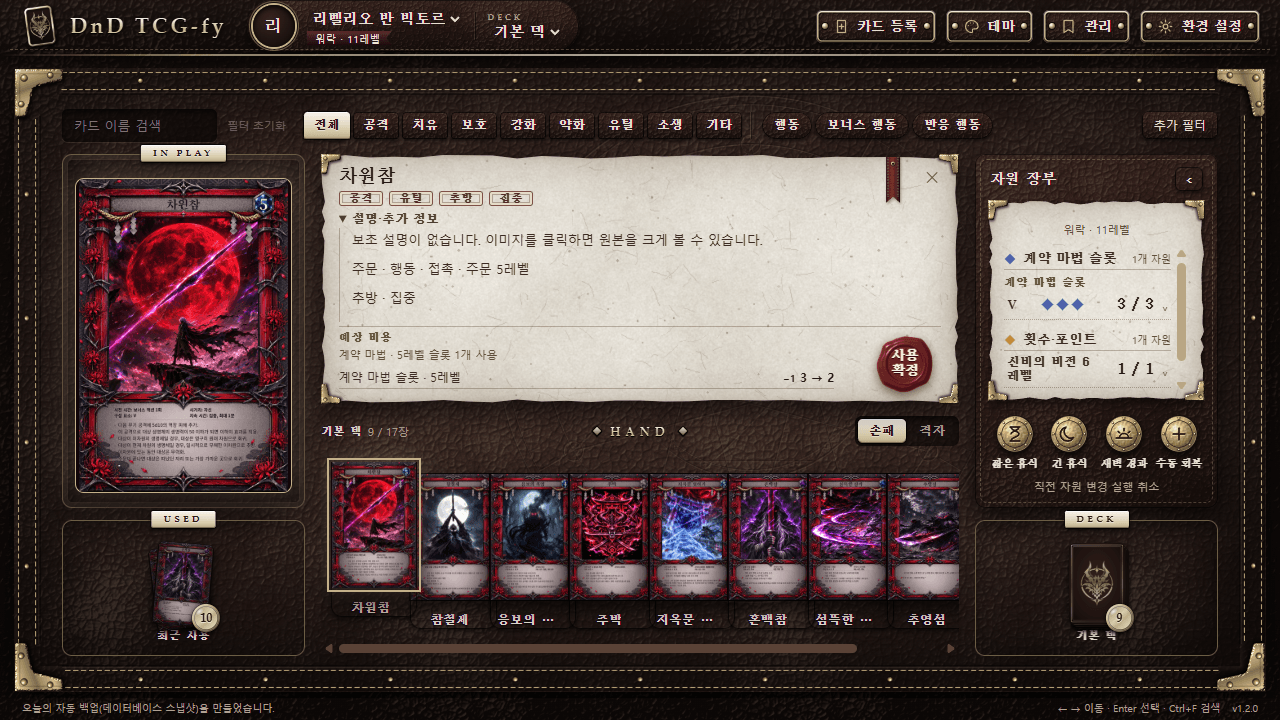 DnD TCG-fy
리
리펠리오 반 빅토르
워락 · 11레벨
DECK
기본 덱
카드 등록
테마
관리
환경 설정
카드 이름 검색
필터 초기화
전체
공격
치유
보호
강화
약화
유틸
소생
기타
행동
보너스 행동
반응 행동
추가 필터
IN PLAY
차원참
5
차원참
공격
유틸
추방
집중
▼ 설명·추가 정보
보조 설명이 없습니다. 이미지를 클릭하면 원본을 크게 볼 수 있습니다.
주문 · 행동 · 접촉 · 주문 5레벨
추방 · 집중
예상 비용
계약 마법 · 5레벨 슬롯 1개 사용
계약 마법 슬롯 · 5레벨
−1 3 → 2
사용
확정
자원 장부
<
워락 · 11레벨
계약 마법 슬롯
1개 자원
계약 마법 슬롯
V
3 / 3
횟수·포인트
1개 자원
신비의 비전 6
레벨
1 / 1
짧은 휴식
긴 휴식
새벽 경과
수동 회복
직전 자원 변경 실행 취소
기본 덱 9 / 17장
HAND
손패
격자
차원참
참월세
응보의 ···
주박
지옥문 ···
혼백참
섬뜩한 ···
추영섬
USED
10
최근 사용
DECK
9
기본 덱
오늘의 자동 백업(데이터베이스 스냅샷)을 만들었습니다.
← → 이동 · Enter 선택 · Ctrl+F 검색
v1.2.0